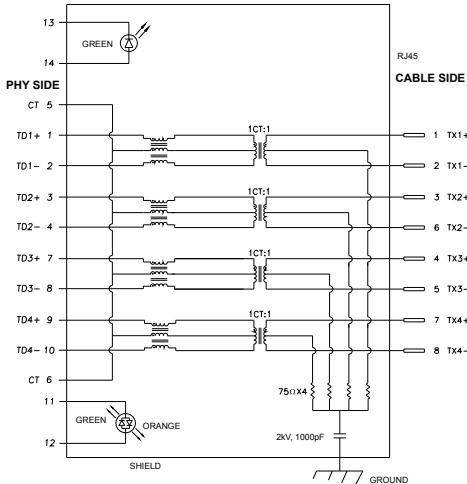 13
GREEN
14
RJ45
PHY SIDE
CABLE SIDE
CT 5
1CT:1
TD1+ 1
1 TX1+
TD1- 2
2 TX1-
1CT:1
TD2+ 3
3 TX2+
TD2- 4
6 TX2-
1CT:1
TD3+ 7
4 TX3+
TD3- 8
5 TX3-
1CT:1
TD4+ 9
7 TX4+
TD4- 10
8 TX4-
CT 6
75ΩX4
11
GREEN
ORANGE
12
2kV, 1000pF
SHIELD
GROUND